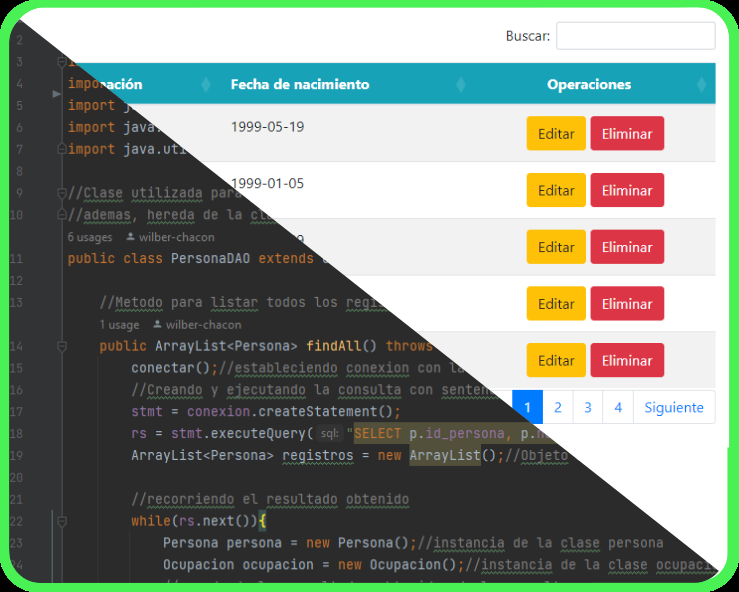 Buscar:
ación Fecha de nacimiento Operaciones
1999-05-19 Editar Eliminar
1999-01-05 Editar Eliminar
Editar Eliminar
Editar Eliminar
Editar Eliminar
1 2 3 4 Siguiente
2
3
4 impo
5 import
6 import java.
7 import java.uti
8
9 //Clase utilizada para
10 //ademas, hereda de la
6 usages wilber-chacon
11 public class PersonaDAO extends
12
13 //Metodo para listar todos los
1 usage wilber-chacon
14 public ArrayList<Persona> findAll() throws
15 conectar();//estableciendo conexion con la
16 //Creando y ejecutando la consulta con
17 stmt = conexion.createStatement();
18 rs = stmt.executeQuery( sql: "SELECT p.id_persona, p.
19 ArrayList<Persona> registros = new ArrayList();//Objeto
20
21 //recorriendo el resultado obtenido
22 while(rs.next()){
23 Persona persona = new Persona();//instancia de la clase persona
24 Ocupacion ocupacion = new Ocupacion();//instancia de la clase ocupaci